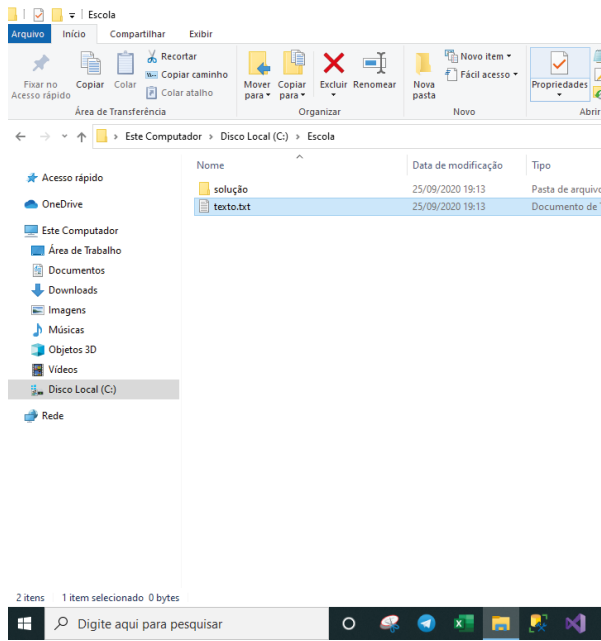 Escola
Arquivo Início Compartilhar Exibir
Fixar no Acesso rápido
Copiar
Colar
Recortar
Copiar caminho
Colar atalho
Área de Transferência
Mover para
Copiar para
Excluir
Renomear
Organizar
Nova pasta
Novo item
Fácil acesso
Novo
Propriedades
Abrir
Este Computador Disco Local (C:) Escola
Nome Data de modificação Tipo
solução 25/09/2020 19:13 Pasta de arquivo
texto.txt 25/09/2020 19:13 Documento de
Acesso rápido
OneDrive
Este Computador
Área de Trabalho
Documentos
Downloads
Imagens
Músicas
Objetos 3D
Vídeos
Disco Local (C:)
Rede
2 itens 1 item selecionado 0 bytes
Digite aqui para pesquisar